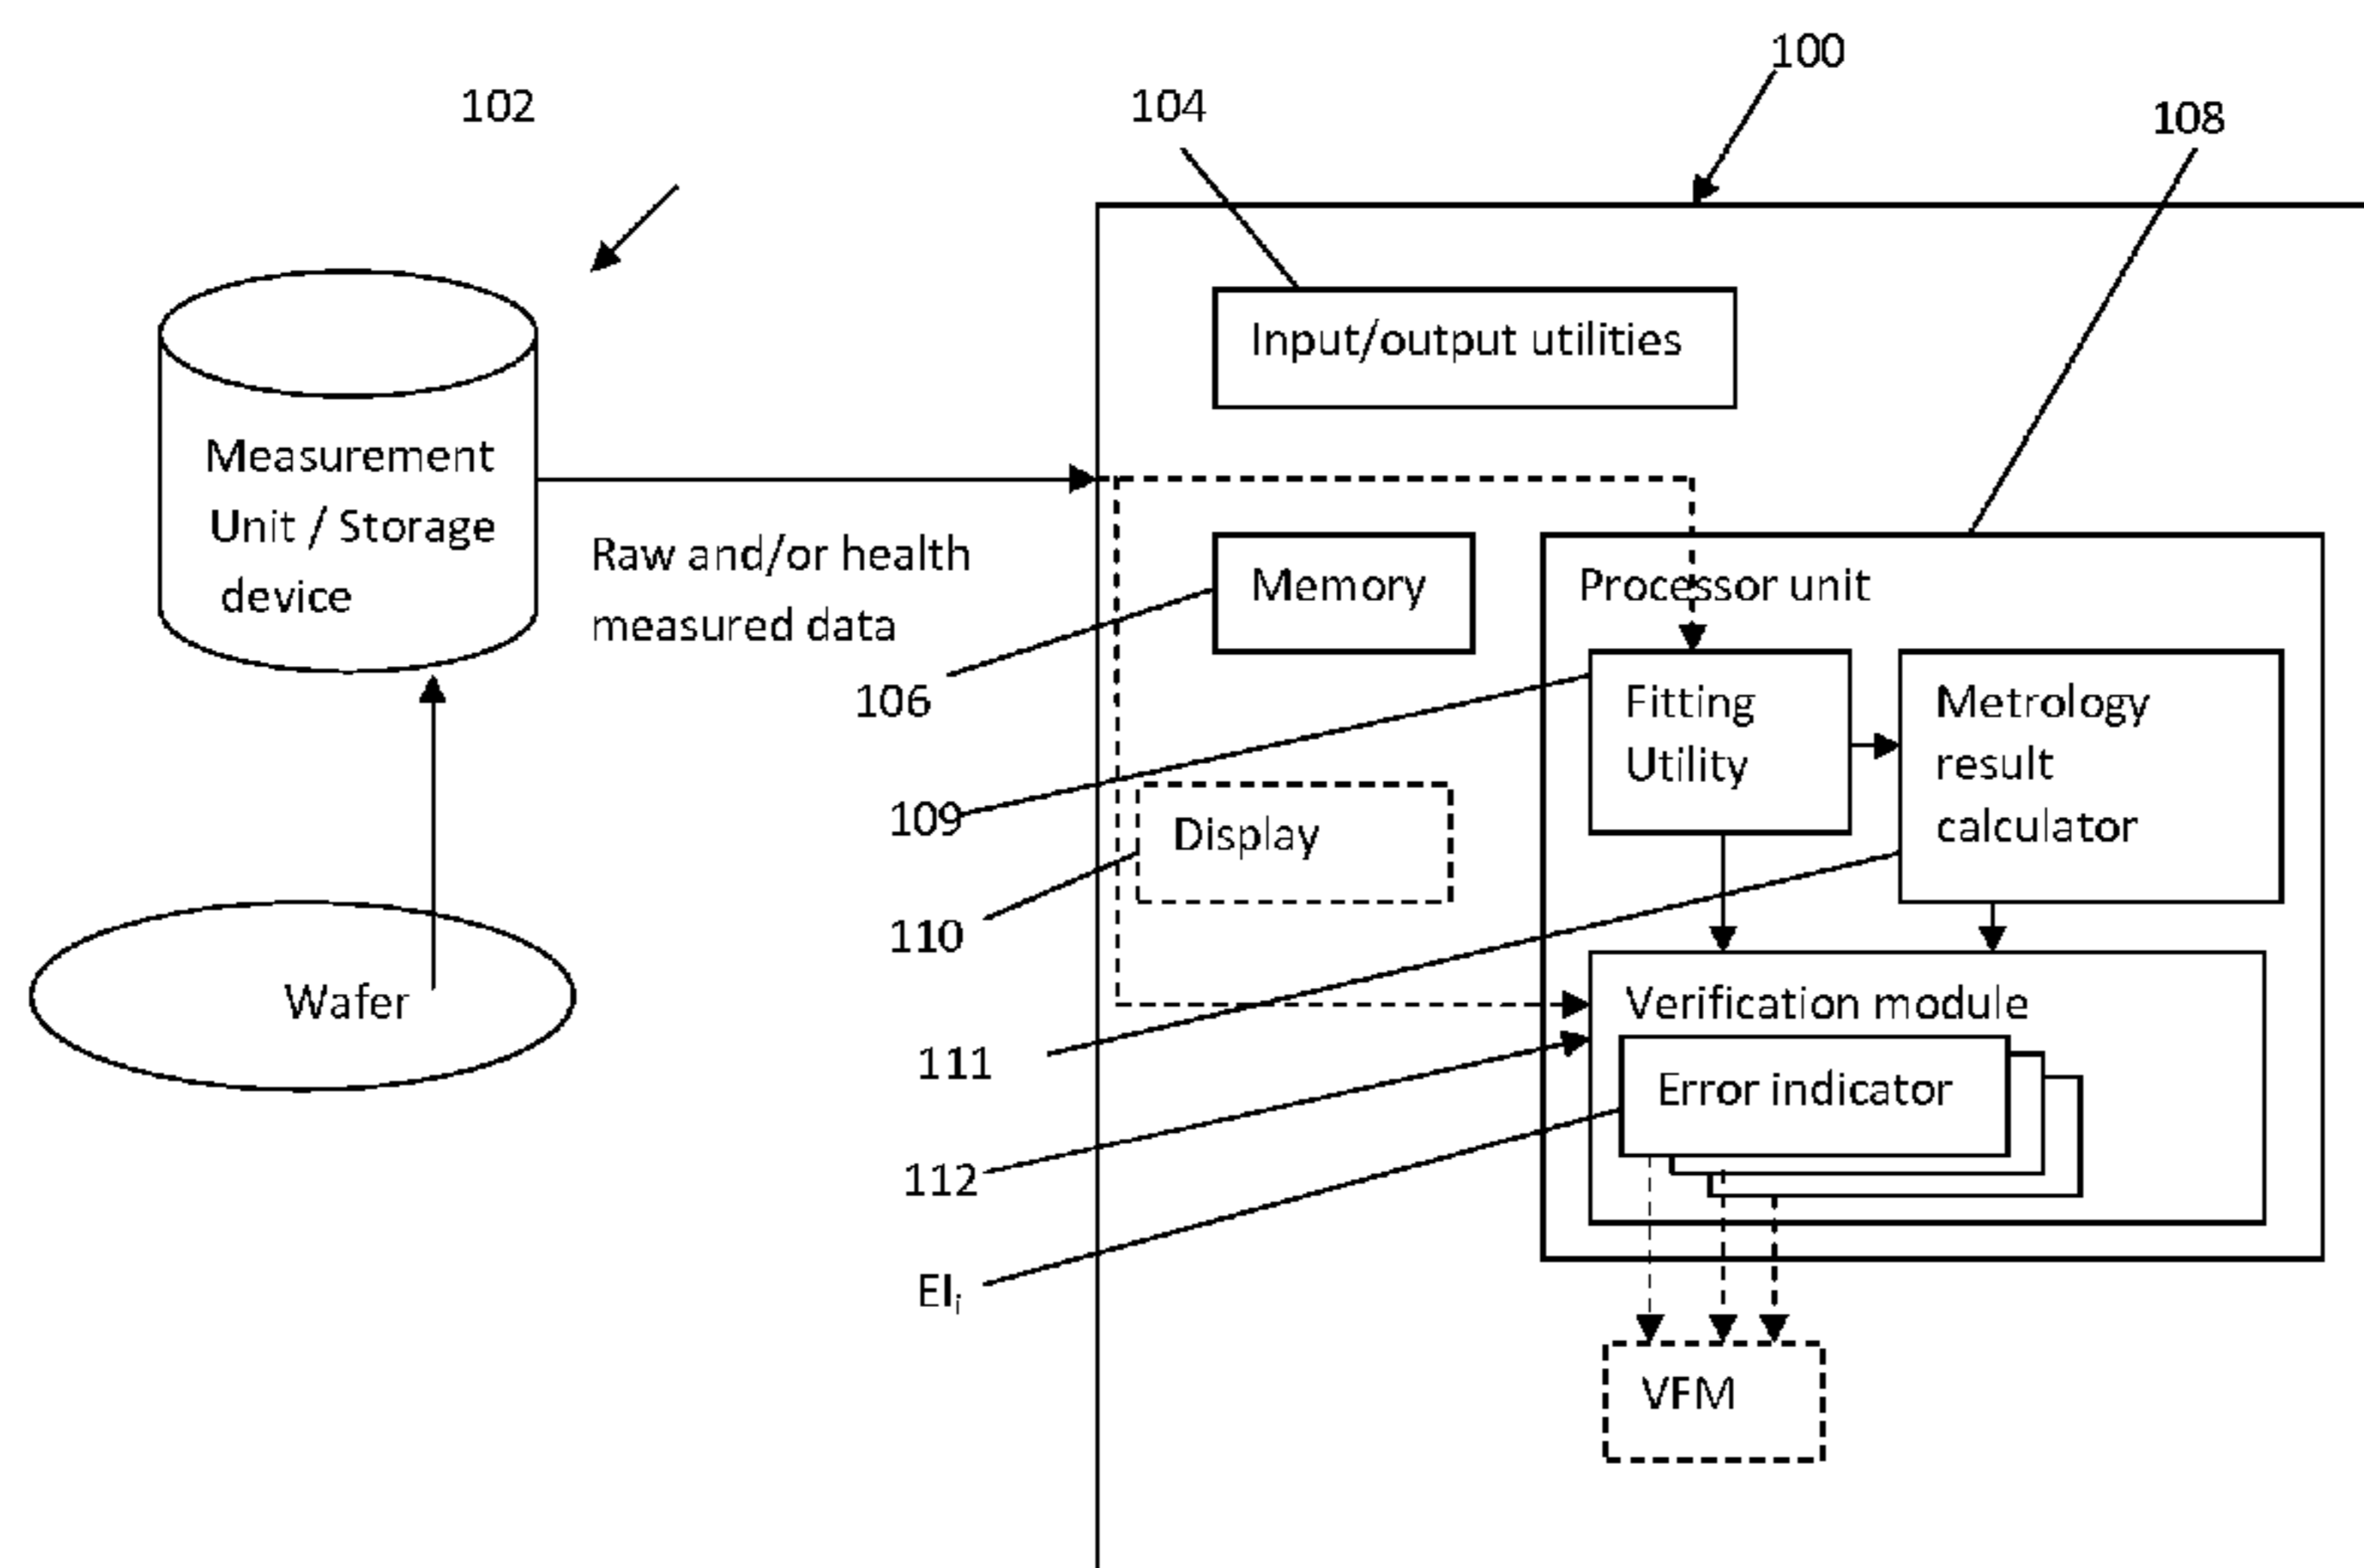 100
102
104
108
Input/output utilities
Measurement
Unit / Storage
device
Raw and/or health
measured data
Memory
Processor unit
106
Fitting
Utility
Metrology
result
calculator
109
Display
110
Wafer
Verification module
111
Error indicator
112
EIᵢ
VFM